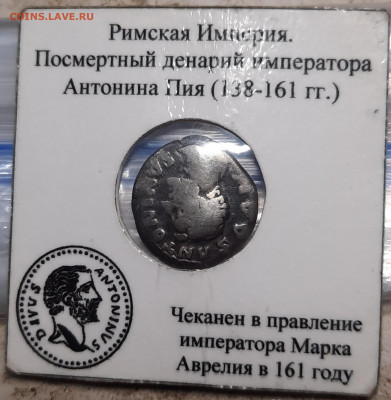 COINS.LAVE.RU
Римская Империя.
Посмертный денарий императора
Антонина Пия (138-161 гг.)
DIVVS
ANTONINVS
Чеканен в правление
императора Марка
Аврелия в 161 году